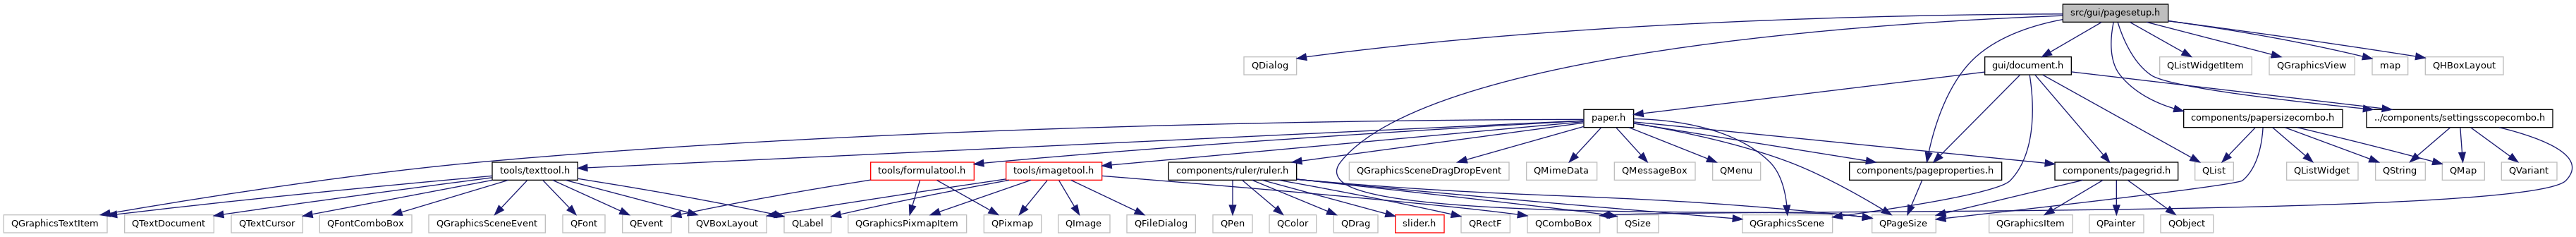 src/gui/pagesetup.h
QDialog
gui/document.h
QListWidgetItem
QGraphicsView
map
QHBoxLayout
paper.h
components/papersizecombo.h
../components/settingsscopecombo.h
tools/texttool.h
tools/formulatool.h
tools/imagetool.h
components/ruler/ruler.h
QGraphicsSceneDragDropEvent
QMimeData
QMessageBox
QMenu
components/pageproperties.h
components/pagegrid.h
QList
QListWidget
QString
QMap
QVariant
QGraphicsTextItem
QTextDocument
QTextCursor
QFontComboBox
QGraphicsSceneEvent
QFont
QEvent
QVBoxLayout
QLabel
QGraphicsPixmapItem
QPixmap
QImage
QFileDialog
QPen
QColor
QDrag
slider.h
QRectF
QComboBox
QSize
QGraphicsScene
QPageSize
QGraphicsItem
QPainter
QObject